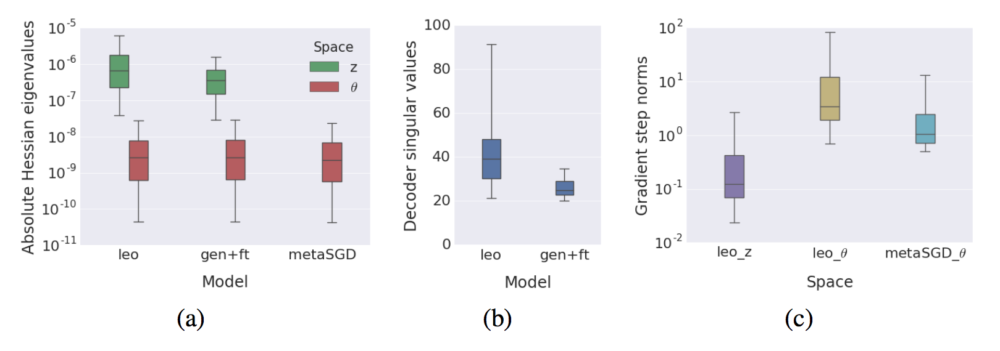 Absolute Hessian eigenvalues
10^-5
10^-6
10^-7
10^-8
10^-9
10^-10
10^-11
Space
z
θ
leo
gen+ft
metaSGD
Model
(a)
Decoder singular values
100
80
60
40
20
0
leo
gen+ft
Model
(b)
Gradient step norms
10^2
10^1
10^0
10^-1
10^-2
leo_z
leo_θ
metaSGD_θ
Space
(c)